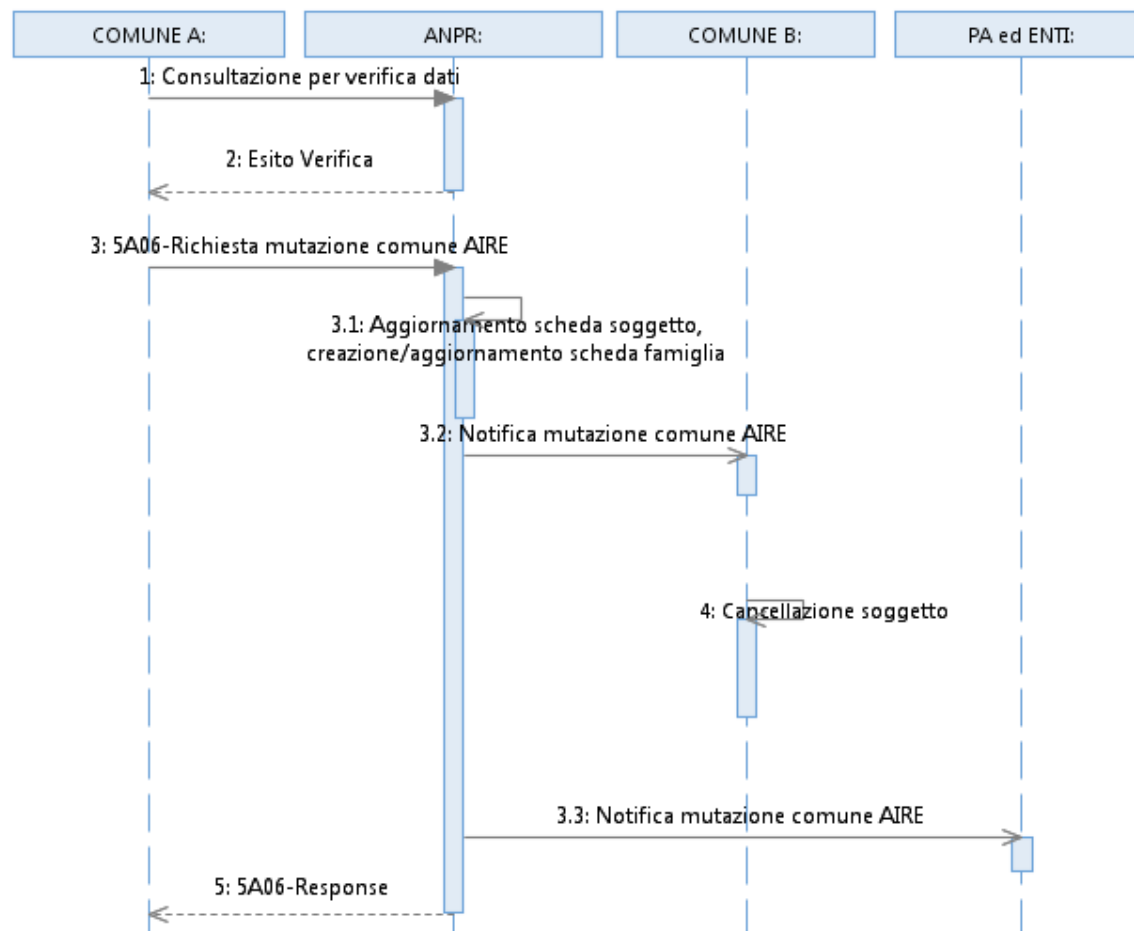 COMUNE A:
ANPR:
COMUNE B:
PA ed ENTI:
1: Consultazione per verifica dati
2: Esito Verifica
3: 5A06-Richiesta mutazione comune AIRE
3.1: Aggiornamento scheda soggetto,
creazione/aggiornamento scheda famiglia
3.2: Notifica mutazione comune AIRE
4: Cancellazione soggetto
3.3: Notifica mutazione comune AIRE
5: 5A06-Response